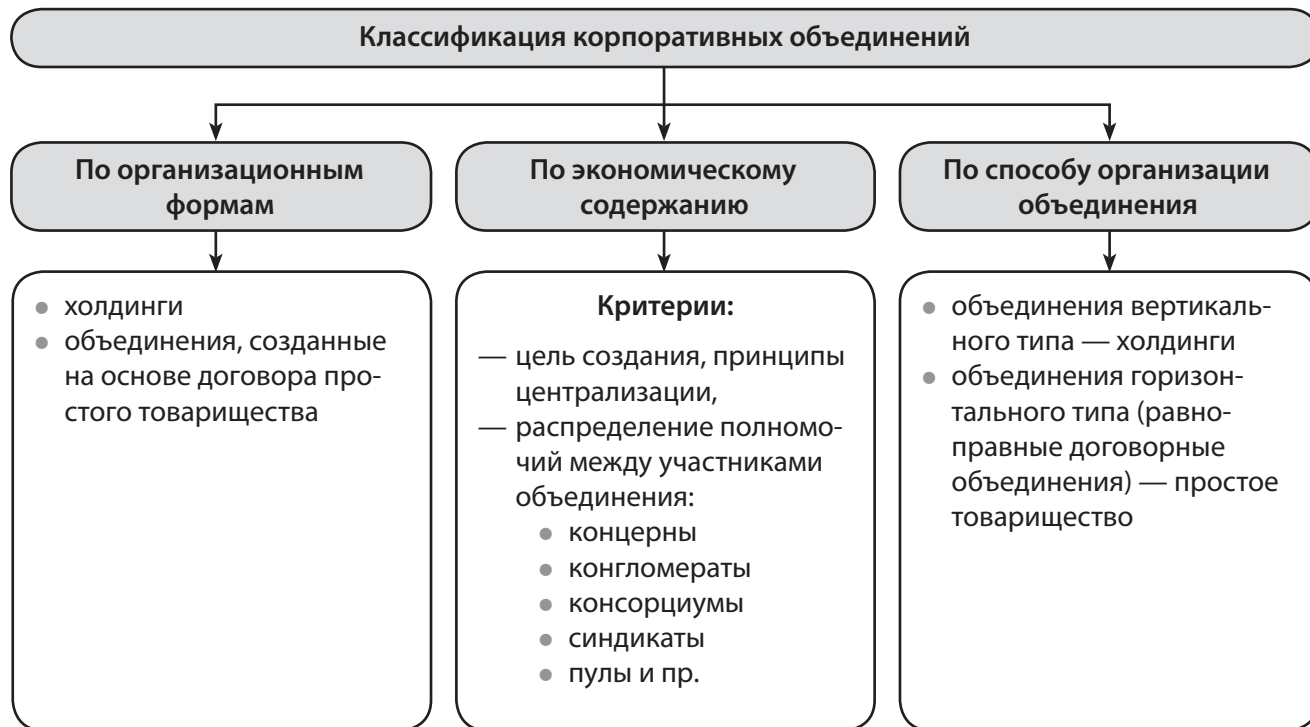 Классификация корпоративных объединений
По организационным
формам
По экономическому
содержанию
По способу организации
объединения
● холдинги
● объединения, созданные
на основе договора про-
стого товарищества
Критерии:
— цель создания, принципы
централизации,
— распределение полномо-
чий между участниками
объединения:
● концерны
● конгломераты
● консорциумы
● синдикаты
● пулы и пр.
● объединения вертикаль-
ного типа — холдинги
● объединения горизон-
тального типа (равно-
правные договорные
объединения) — простое
товарищество